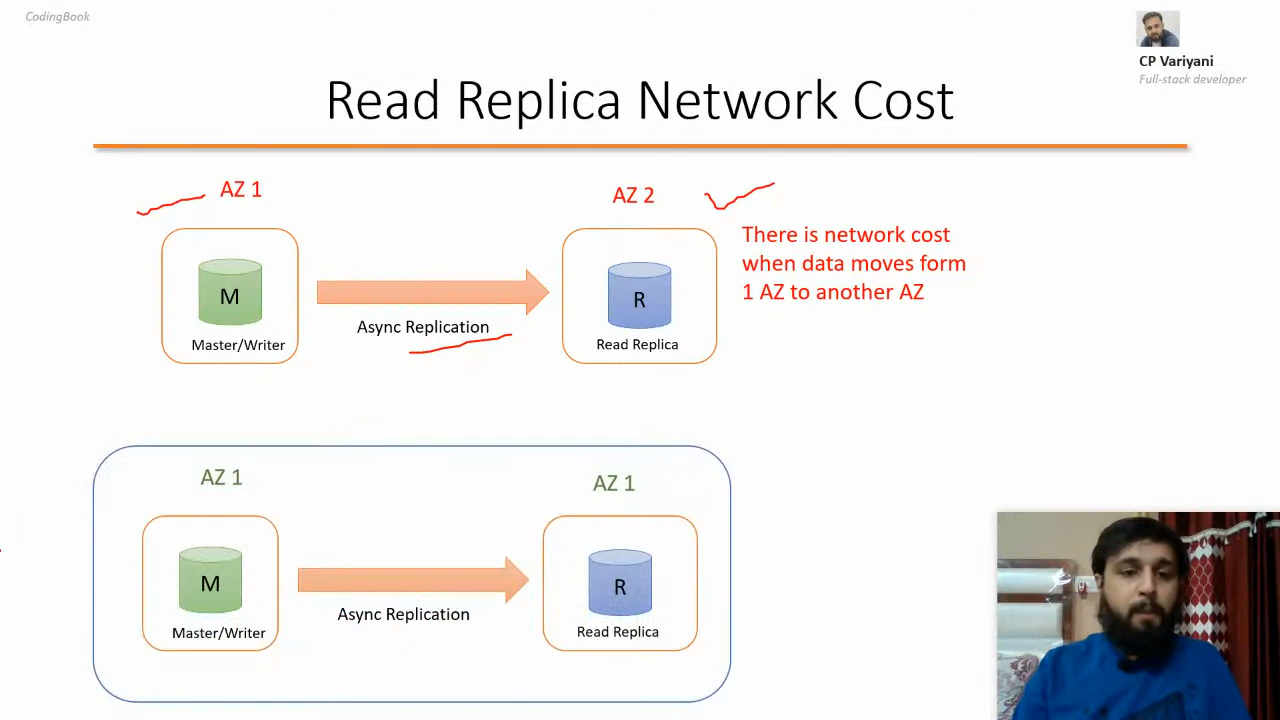 CodingBook
CP Variyani
Full-stack developer
Read Replica Network Cost
AZ 1
AZ 2
There is network cost
when data moves form
1 AZ to another AZ
M
R
Async Replication
Master/Writer
Read Replica
AZ 1
AZ 1
M
R
Async Replication
Master/Writer
Read Replica